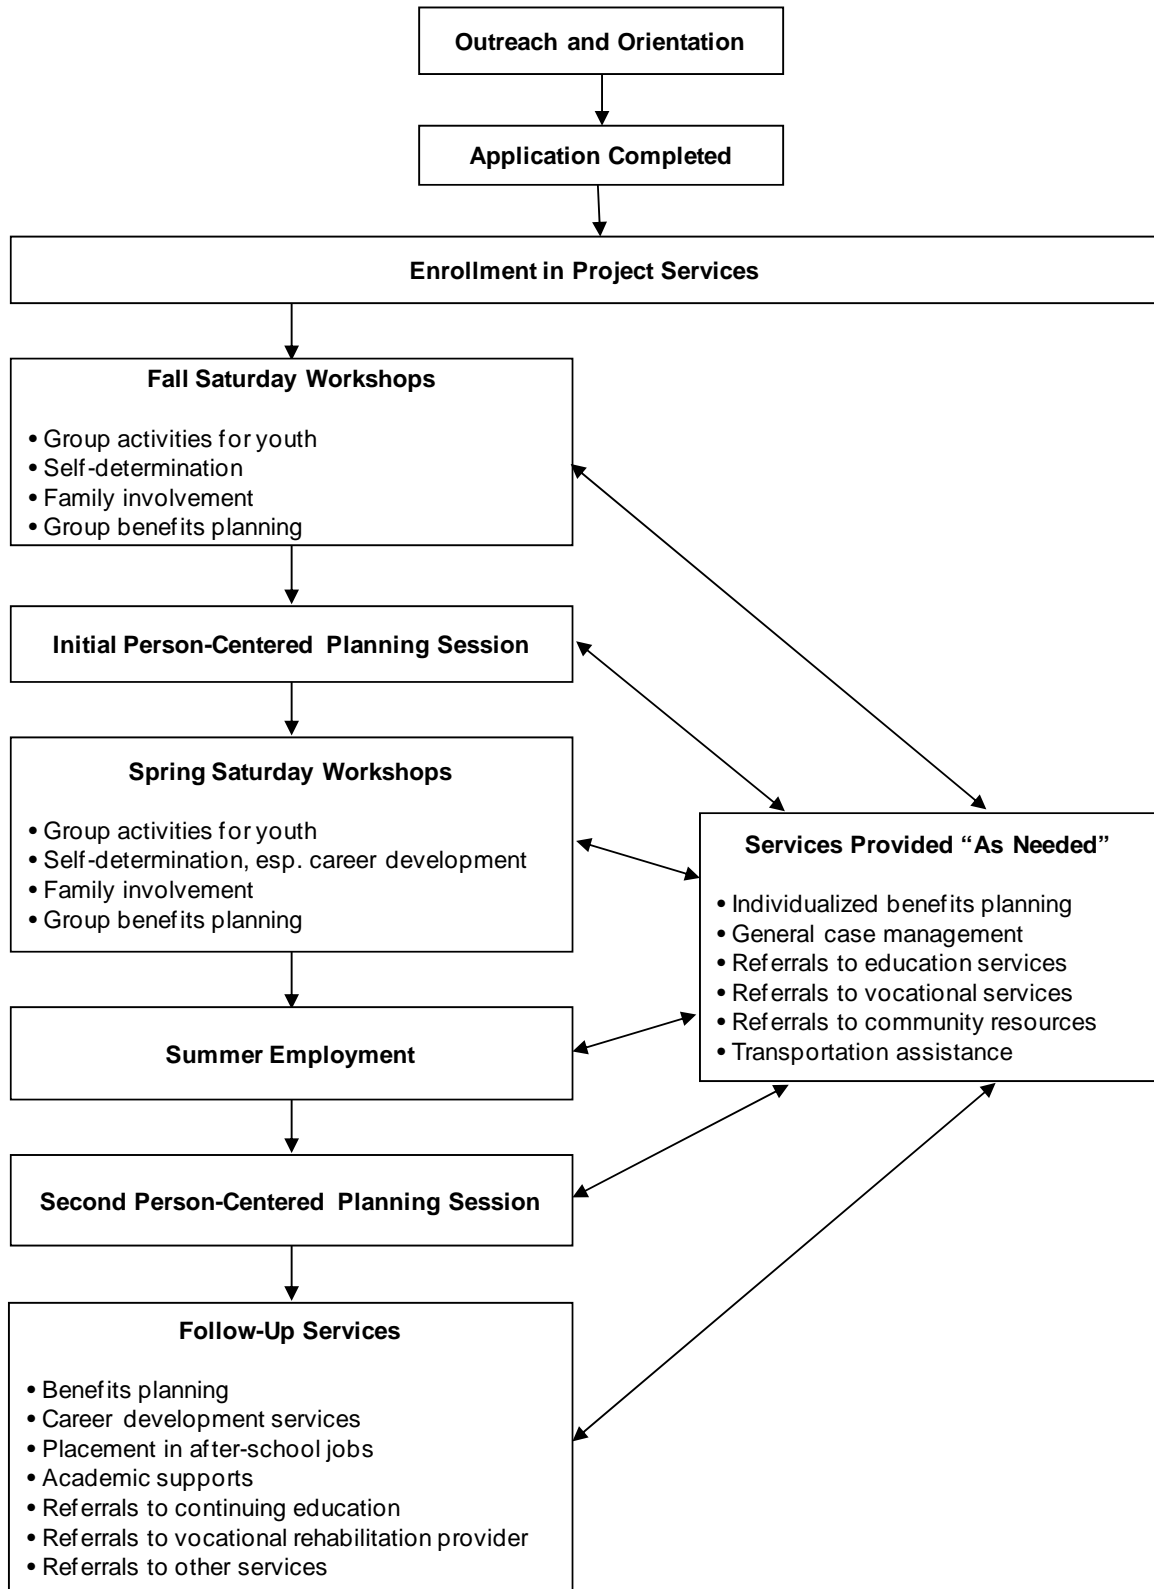 Outreach and Orientation
Application Completed
Enrollment in Project Services
Fall Saturday Workshops
• Group activities for youth
• Self-determination
• Family involvement
• Group benefits planning
Initial Person-Centered Planning Session
Spring Saturday Workshops
• Group activities for youth
• Self-determination, esp. career development
• Family involvement
• Group benefits planning
Summer Employment
Second Person-Centered Planning Session
Follow-Up Services
• Benefits planning
• Career development services
• Placement in after-school jobs
• Academic supports
• Referrals to continuing education
• Referrals to vocational rehabilitation provider
• Referrals to other services
Services Provided “As Needed”
• Individualized benefits planning
• General case management
• Referrals to education services
• Referrals to vocational services
• Referrals to community resources
• Transportation assistance